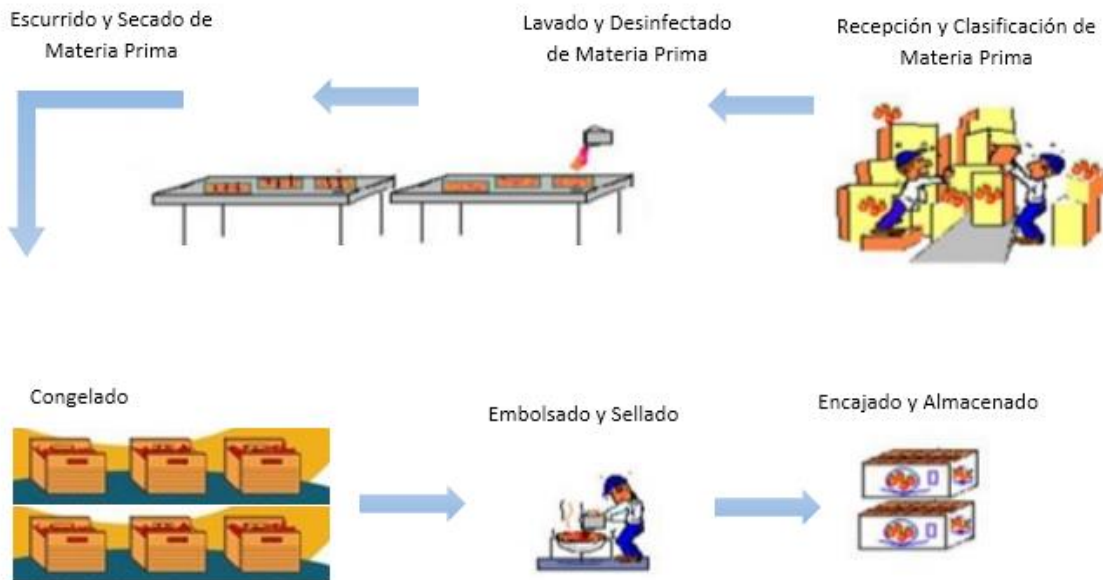 Escurrido y Secado de
Materia Prima
Lavado y Desinfectado
de Materia Prima
Recepción y Clasificación de
Materia Prima
Congelado
Embolsado y Sellado
Encajado y Almacenado